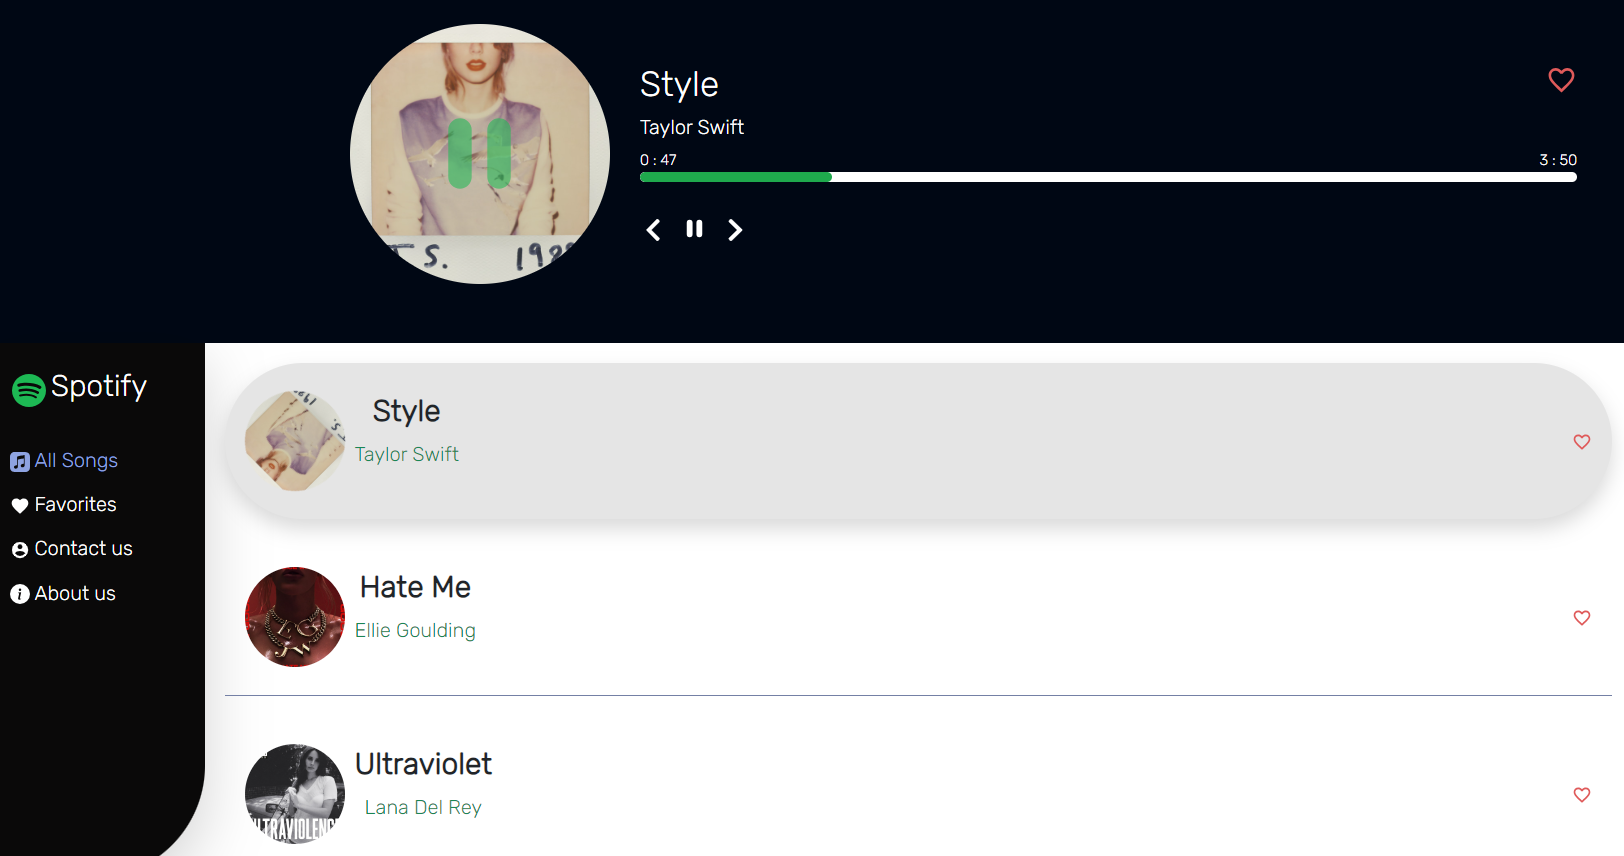 Style
Taylor Swift
0 : 47
3 : 50
T. S. 198
Spotify
All Songs
Favorites
Contact us
About us
Style
Taylor Swift
Hate Me
Ellie Goulding
Ultraviolet
Lana Del Rey
ULTRAVIOLENC